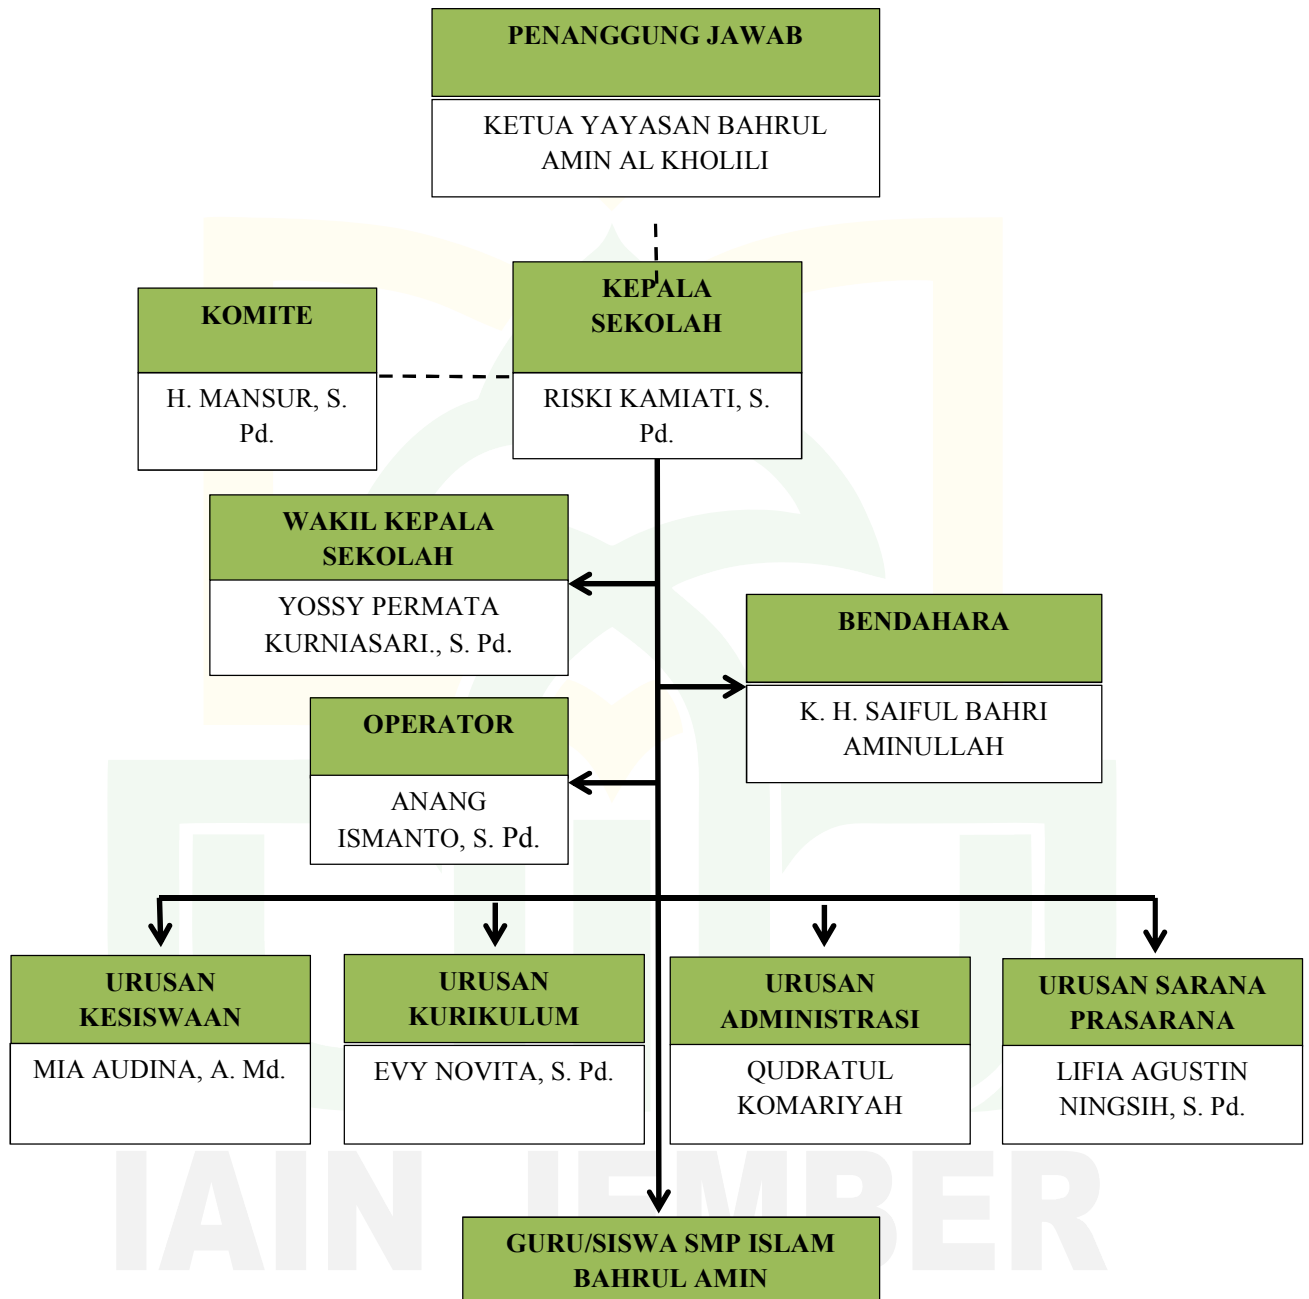 PENANGGUNG JAWAB
KETUA YAYASAN BAHRUL
AMIN AL KHOLILI
KEPALA
SEKOLAH
RISKI KAMIATI, S.
Pd.
KOMITE
H. MANSUR, S.
Pd.
WAKIL KEPALA
SEKOLAH
YOSSY PERMATA
KURNIASARI., S. Pd.
BENDAHARA
K. H. SAIFUL BAHRI
AMINULLAH
OPERATOR
ANANG
ISMANTO, S. Pd.
URUSAN
KESISWAAN
MIA AUDINA, A. Md.
URUSAN
KURIKULUM
EVY NOVITA, S. Pd.
URUSAN
ADMINISTRASI
QUDRATUL
KOMARIYAH
URUSAN SARANA
PRASARANA
LIFIA AGUSTIN
NINGSIH, S. Pd.
IAIN JEMBER
GURU/SISWA SMP ISLAM
BAHRUL AMIN